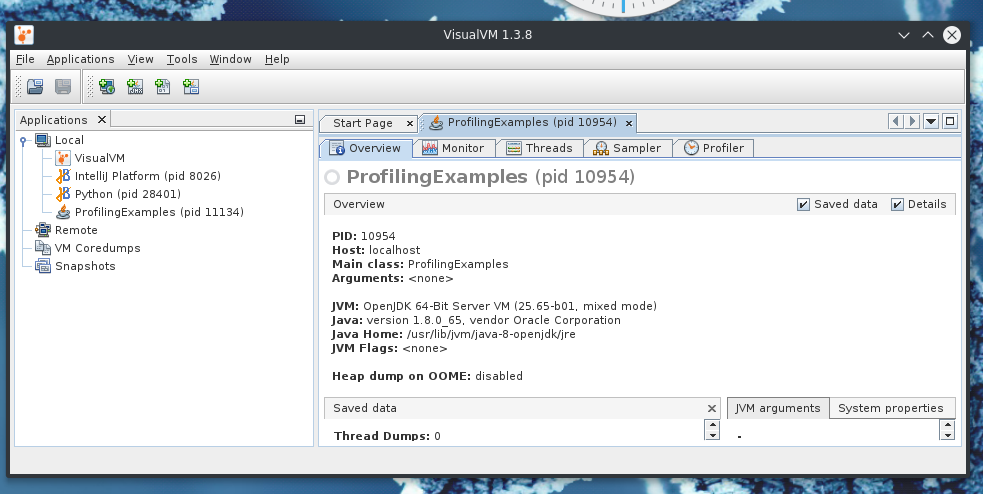 VisualVM 1.3.8
File Applications View Tools Window Help
Applications
Start Page
ProfilingExamples (pid 10954)
Local
VisualVM
IntelliJ Platform (pid 8026)
Python (pid 28401)
ProfilingExamples (pid 11134)
Remote
VM Coredumps
Snapshots
Overview Monitor Threads Sampler Profiler
ProfilingExamples (pid 10954)
Overview Saved data Details
PID: 10954
Host: localhost
Main class: ProfilingExamples
Arguments: <none>
JVM: OpenJDK 64-Bit Server VM (25.65-b01, mixed mode)
Java: version 1.8.0_65, vendor Oracle Corporation
Java Home: /usr/lib/jvm/java-8-openjdk/jre
JVM Flags: <none>
Heap dump on OOME: disabled
Saved data
Thread Dumps: 0
JVM arguments System properties
-